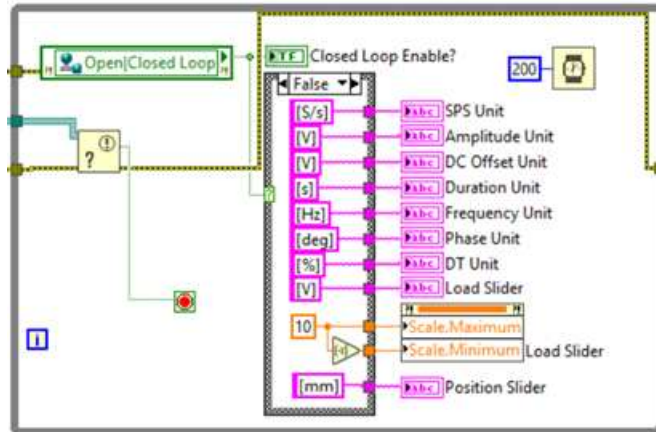 Open|Closed Loop
TF
Closed Loop Enable?
200
False
?
[S/s]
abc
SPS Unit
[V]
abc
Amplitude Unit
[V]
abc
DC Offset Unit
[s]
abc
Duration Unit
[Hz]
abc
Frequency Unit
[deg]
abc
Phase Unit
[%]
abc
DT Unit
[V]
abc
Load Slider
?
10
Scale.Maximum
Scale.Minimum
Load Slider
i
[mm]
abc
Position Slider